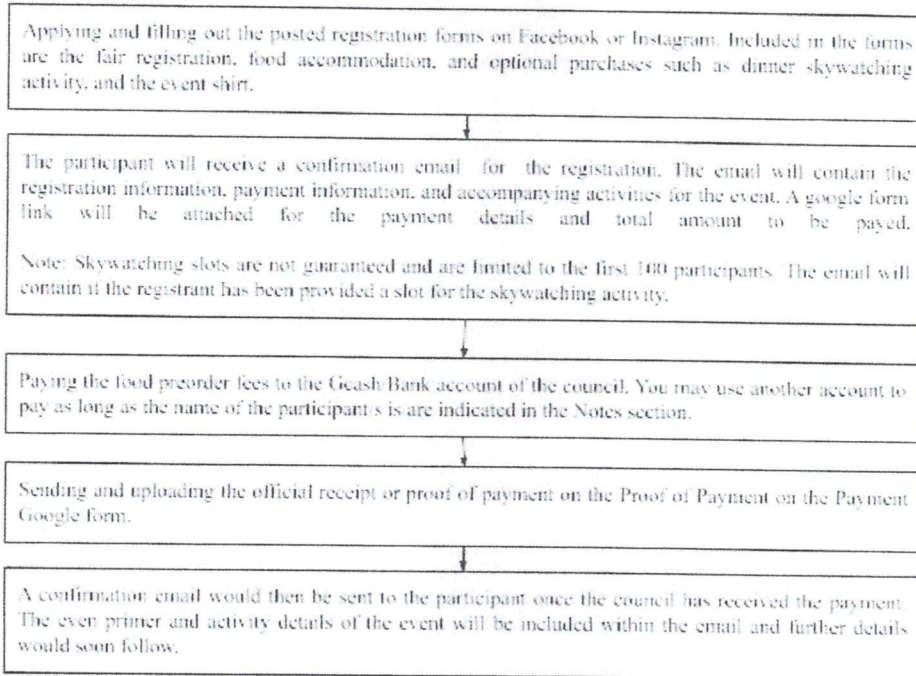 Applying and filling out the posted registration forms on Facebook or Instagram. Included in the forms
are the fair registration, food accommodation, and optional purchases such as dinner skywatching
activity, and the event shirt.
The participant will receive a confirmation email for the registration. The email will contain the
registration information, payment information, and accompanying activities for the event. A google form
link will be attached for the payment details and total amount to be payed.
Note: Skywatching slots are not guaranteed and are limited to the first 100 participants. The email will
contain if the registrant has been provided a slot for the skywatching activity.
Paying the food preorder fees to the Gcash/Bank account of the council. You may use another account to
pay as long as the name of the participant/s is/are indicated in the Notes section.
Sending and uploading the official receipt or proof of payment on the Proof of Payment on the Payment
Google form.
A confirmation email would then be sent to the participant once the council has received the payment.
The even primer and activity details of the event will be included within the email and further details
would soon follow.